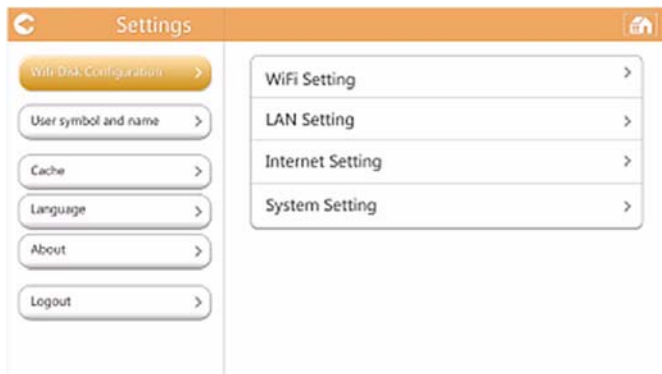 Settings
Wifi Disk Configuration
User symbol and name
Cache
Language
About
Logout
WiFi Setting
LAN Setting
Internet Setting
System Setting